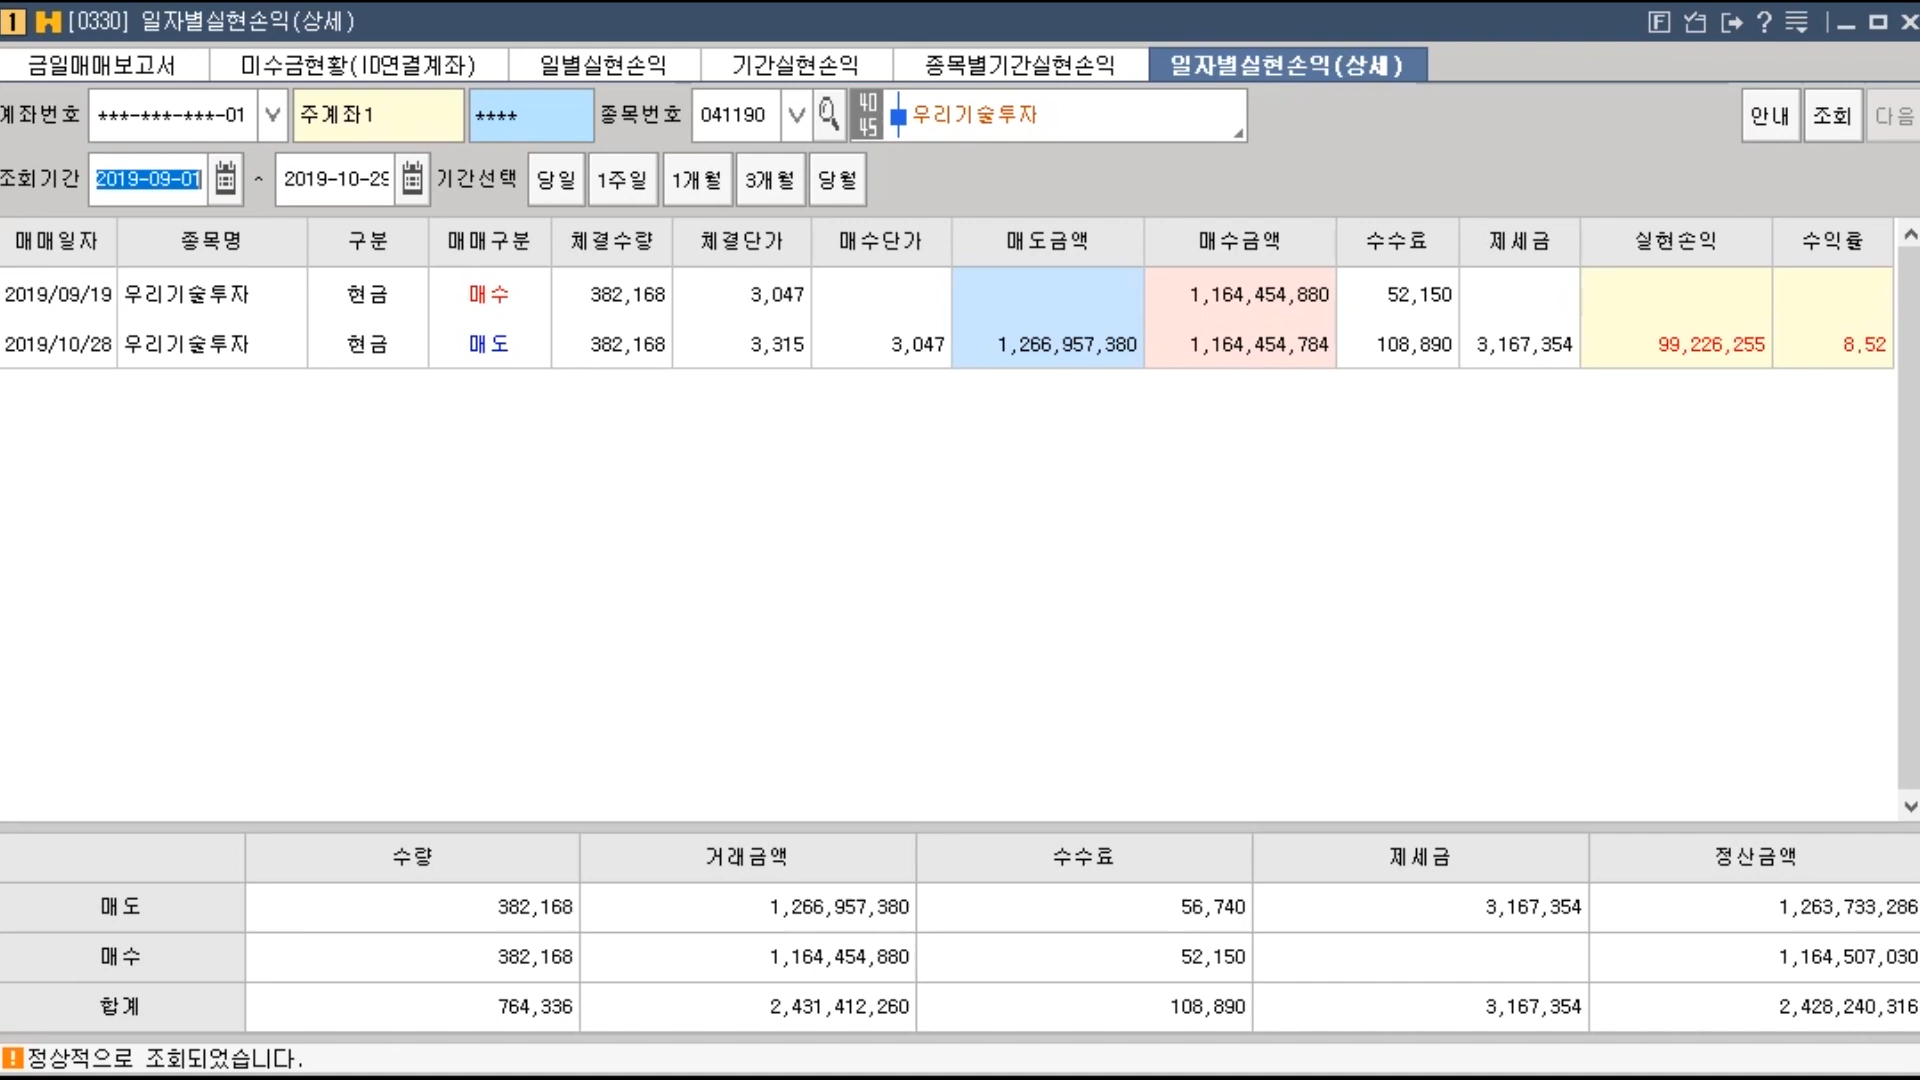 1 H [0330] 일자별실현손익(상세)
금일매매보고서 미수금현황(ID연결계좌) 일별실현손익 기간실현손익 종목별기간실현손익 일자별실현손익(상세)
계좌번호 ***-***-***-01 주계좌1 **** 종목번호 041190 40 45 우리기술투자 안내 조회 다음
조회기간 2019-09-01 ~ 2019-10-29 기간선택 당일 1주일 1개월 3개월 당월
매매일자 종목명 구분 매매구분 체결수량 체결단가 매수단가 매도금액 매수금액 수수료 제세금 실현손익 수익률
2019/09/19 우리기술투자 현금 매수 382,168 3,047 1,164,454,880 52,150
2019/10/28 우리기술투자 현금 매도 382,168 3,315 3,047 1,266,957,380 1,164,454,784 108,890 3,167,354 99,226,255 8,52
수량 거래금액 수수료 제세금 정산금액
매도 382,168 1,266,957,380 56,740 3,167,354 1,263,733,286
매수 382,168 1,164,454,880 52,150 1,164,507,030
합계 764,336 2,431,412,260 108,890 3,167,354 2,428,240,316
정상적으로 조회되었습니다.